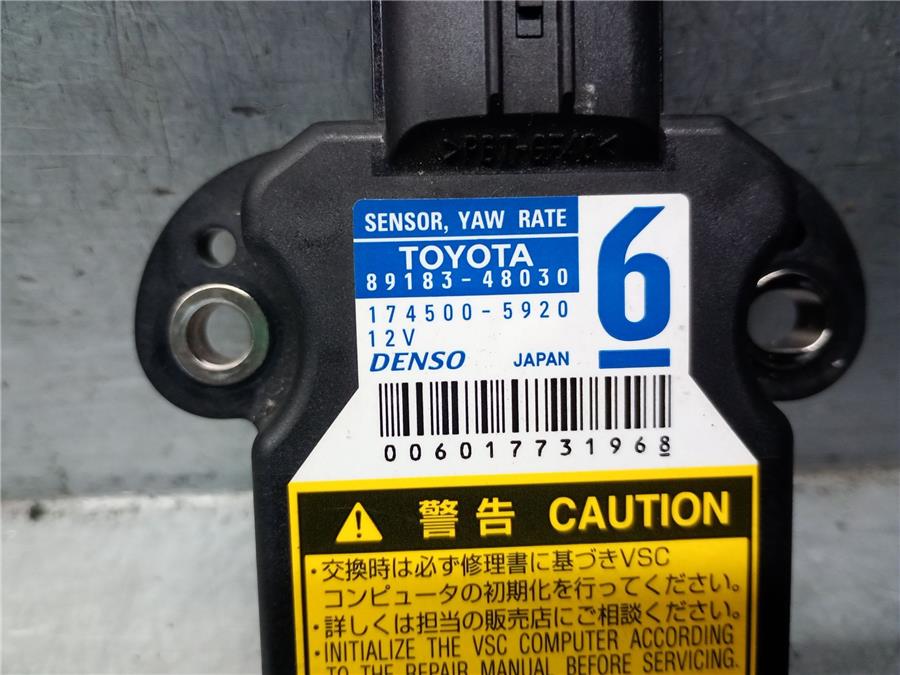 >PBT-GF40<
SENSOR, YAW RATE
6
TOYOTA
89183-48030
174500-5920
12V
DENSO JAPAN
006017731968
警告 CAUTION
・交換時は必ず修理書に基づきVSC
コンピュータの初期化を行ってください。
・詳しくは担当の販売店にご相談ください。
・INITIALIZE THE VSC COMPUTER ACCORDING
TO THE REPAIR MANUAL BEFORE SERVICING.